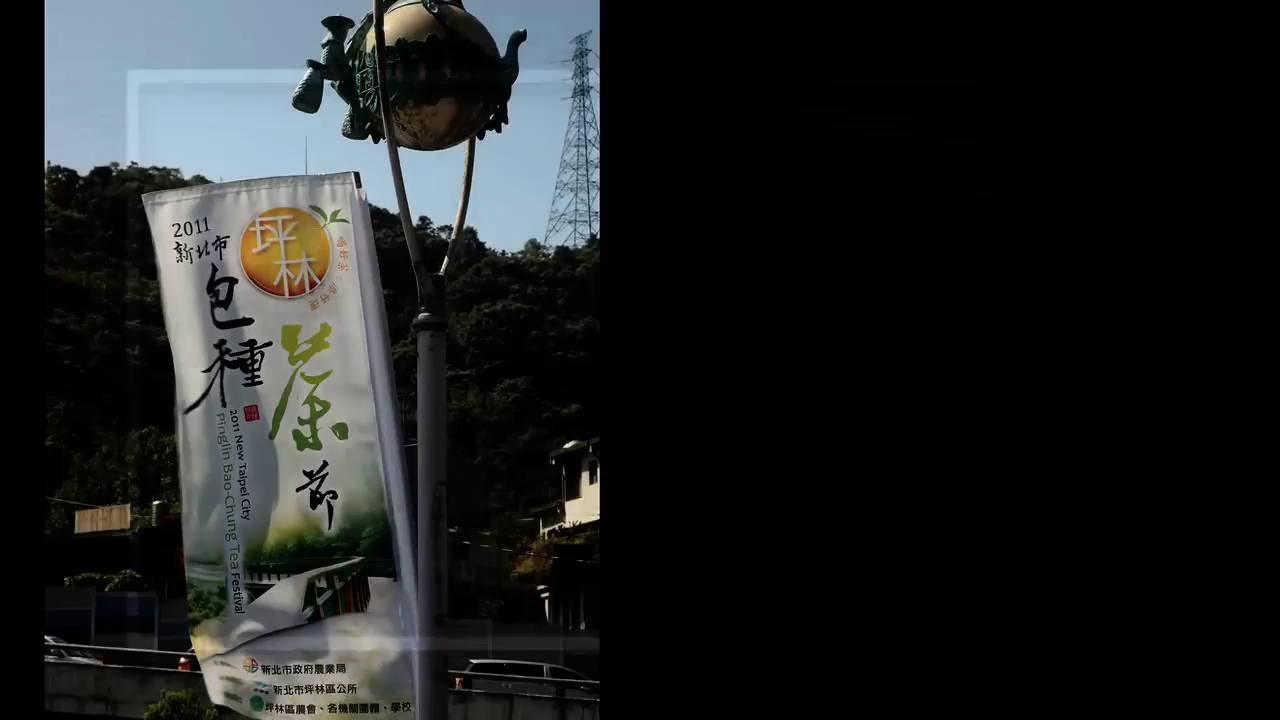 2011
新北市
坪林
包種
茶
節
2011 New Taipei City
Pinglin Bao-Chung Tea Festival
新北市政府農業局
新北市坪林區公所
坪林區農會、各機關團體、學校